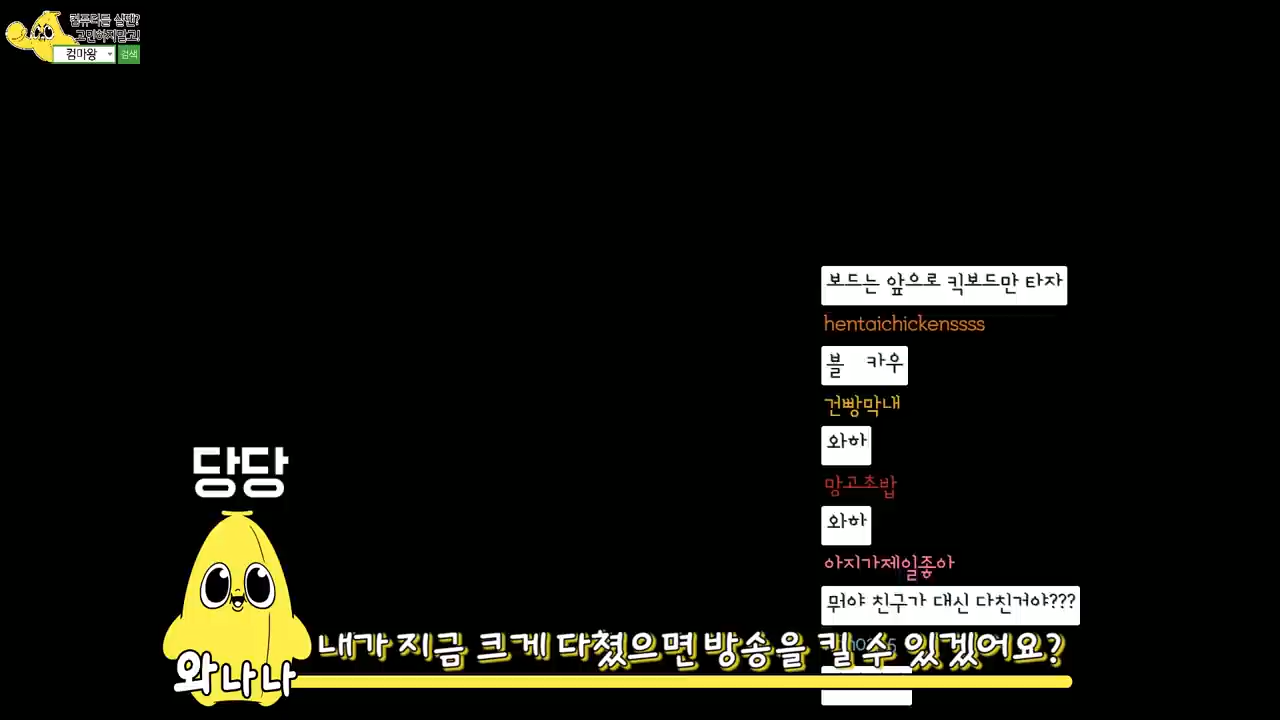 컴퓨터를 살땐?
고민하지말고!
컴마왕
검색
보드는 앞으로 킥보드만 타자
hentaichickenssss
블 카우
건빵막내
와하
망고초밥
와하
아지가제일좋아
뭐야 친구가 대신 다친거야???
당당
내가 지금 크게 다쳤으면 방송을 킬 수 있겠어요?
와나나